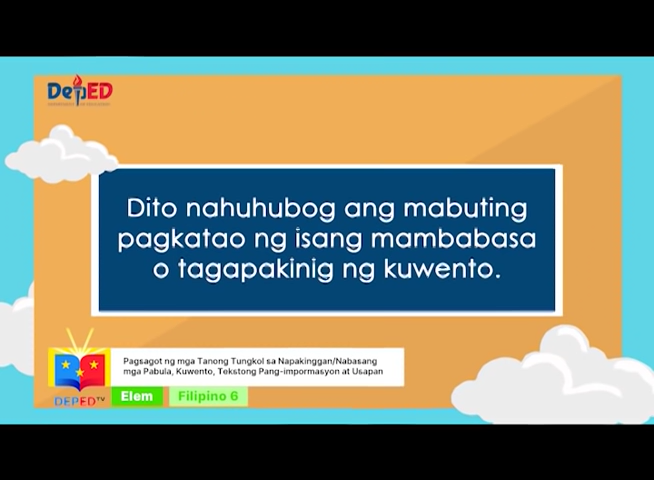 DepED
Dito nahuhubog ang mabuting
pagkatao ng isang mambabasa
o tagapakinig ng kuwento.
Pagsagot ng mga Tanong Tungkol sa Napakinggan/Nabasang
mga Pabula, Kuwento, Tekstong Pang-impormasyon at Usapan
DEPED TV
Elem
Filipino 6